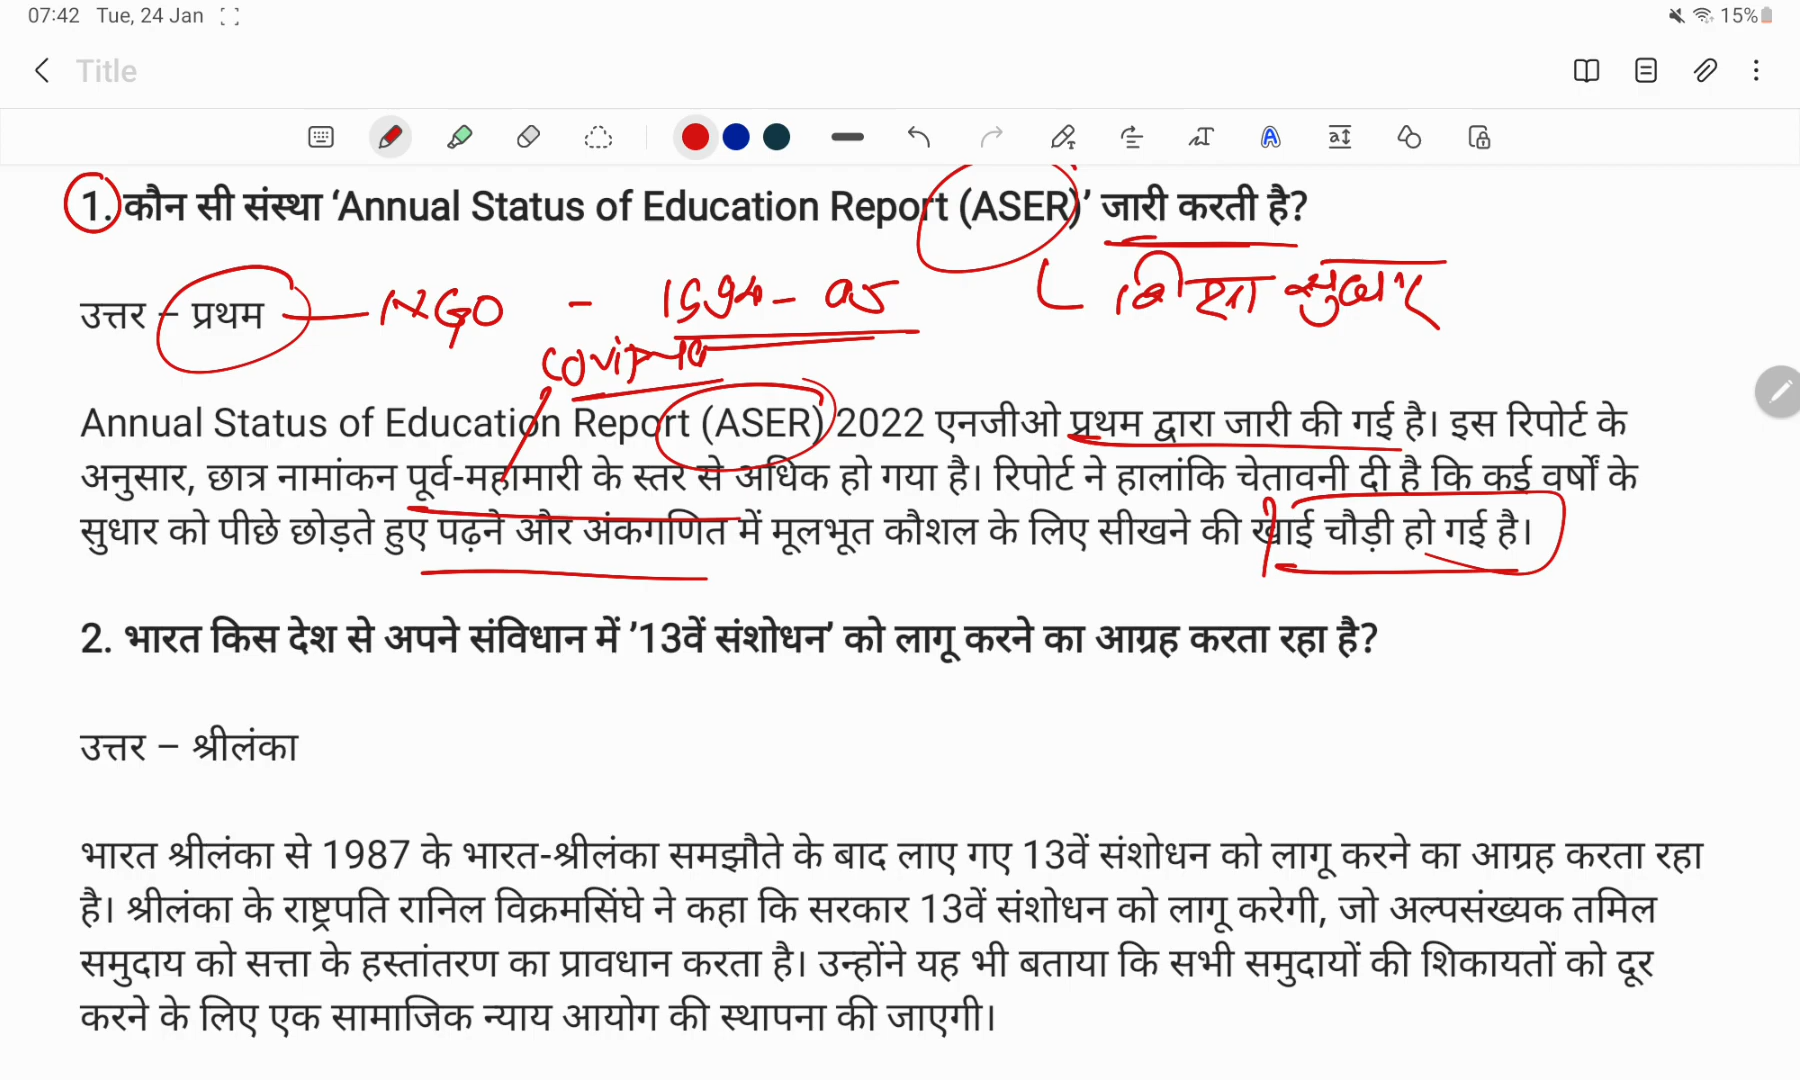 07:42 Tue, 24 Jan
15%
Title
1. कौन सी संस्था ‘Annual Status of Education Report (ASER)’ जारी करती है?
शिक्षा सुधार
उत्तर – प्रथम
NGO - 1994 - 95
Annual Status of Education Report (ASER) 2022 एनजीओ प्रथम द्वारा जारी की गई है। इस रिपोर्ट के
अनुसार, छात्र नामांकन पूर्व-महामारी के स्तर से अधिक हो गया है। रिपोर्ट ने हालांकि चेतावनी दी है कि कई वर्षों के
सुधार को पीछे छोड़ते हुए पढ़ने और अंकगणित में मूलभूत कौशल के लिए सीखने की खाई चौड़ी हो गई है।
2. भारत किस देश से अपने संविधान में ’13वें संशोधन’ को लागू करने का आग्रह करता रहा है?
उत्तर – श्रीलंका
भारत श्रीलंका से 1987 के भारत-श्रीलंका समझौते के बाद लाए गए 13वें संशोधन को लागू करने का आग्रह करता रहा
है। श्रीलंका के राष्ट्रपति रानिल विक्रमसिंघे ने कहा कि सरकार 13वें संशोधन को लागू करेगी, जो अल्पसंख्यक तमिल
समुदाय को सत्ता के हस्तांतरण का प्रावधान करता है। उन्होंने यह भी बताया कि सभी समुदायों की शिकायतों को दूर
करने के लिए एक सामाजिक न्याय आयोग की स्थापना की जाएगी।